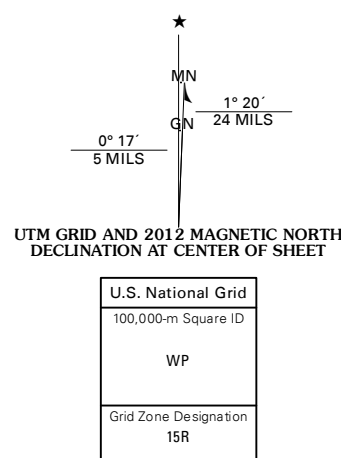 ★
MN
1° 20´
24 MILS
GN
0° 17´
5 MILS
UTM GRID AND 2012 MAGNETIC NORTH
DECLINATION AT CENTER OF SHEET
U.S. National Grid
100,000-m Square ID
WP
Grid Zone Designation
15R